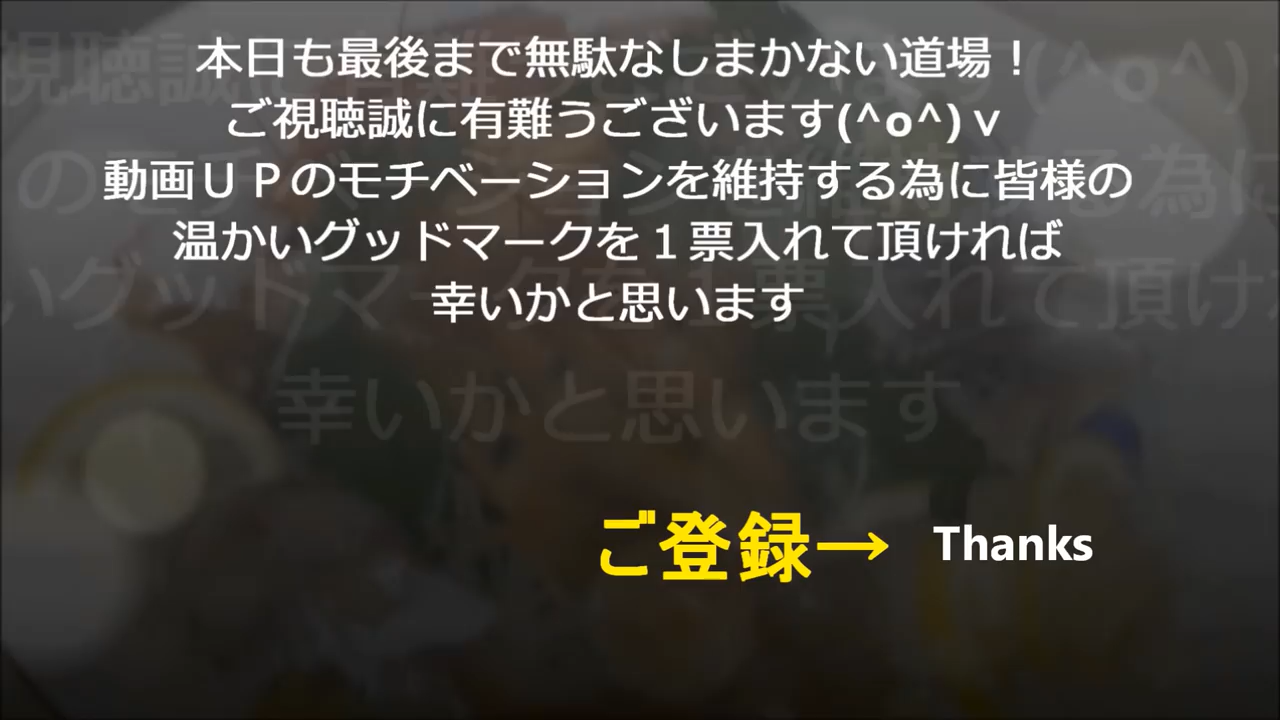 本日も最後まで無駄なしまかない道場！
ご視聴誠に有難うございます(^o^)ｖ
動画ＵＰのモチベーションを維持する為に皆様の
温かいグッドマークを１票入れて頂ければ
幸いかと思います
ご登録→ Thanks